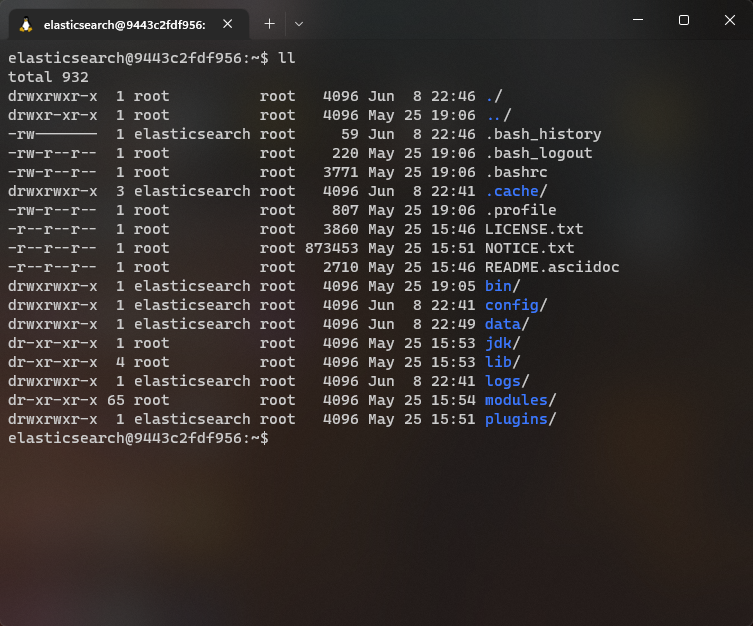 elasticsearch@9443c2fdf956:
elasticsearch@9443c2fdf956:~$ ll
total 932
drwxrwxr-x  1 root          root   4096 Jun  8 22:46 ./
drwxr-xr-x  1 root          root   4096 May 25 19:06 ../
-rw-------  1 elasticsearch root     59 Jun  8 22:46 .bash_history
-rw-r--r--  1 root          root    220 May 25 19:06 .bash_logout
-rw-r--r--  1 root          root   3771 May 25 19:06 .bashrc
drwxrwxr-x  3 elasticsearch root   4096 Jun  8 22:41 .cache/
-rw-r--r--  1 root          root    807 May 25 19:06 .profile
-r--r--r--  1 root          root   3860 May 25 15:46 LICENSE.txt
-r--r--r--  1 root          root 873453 May 25 15:51 NOTICE.txt
-r--r--r--  1 root          root   2710 May 25 15:46 README.asciidoc
drwxrwxr-x  1 elasticsearch root   4096 May 25 19:05 bin/
drwxrwxr-x  1 elasticsearch root   4096 Jun  8 22:41 config/
drwxrwxr-x  1 elasticsearch root   4096 Jun  8 22:49 data/
dr-xr-xr-x  1 root          root   4096 May 25 15:53 jdk/
dr-xr-xr-x  4 root          root   4096 May 25 15:53 lib/
drwxrwxr-x  1 elasticsearch root   4096 Jun  8 22:41 logs/
dr-xr-xr-x 65 root          root   4096 May 25 15:54 modules/
drwxrwxr-x  1 elasticsearch root   4096 May 25 15:51 plugins/
elasticsearch@9443c2fdf956:~$